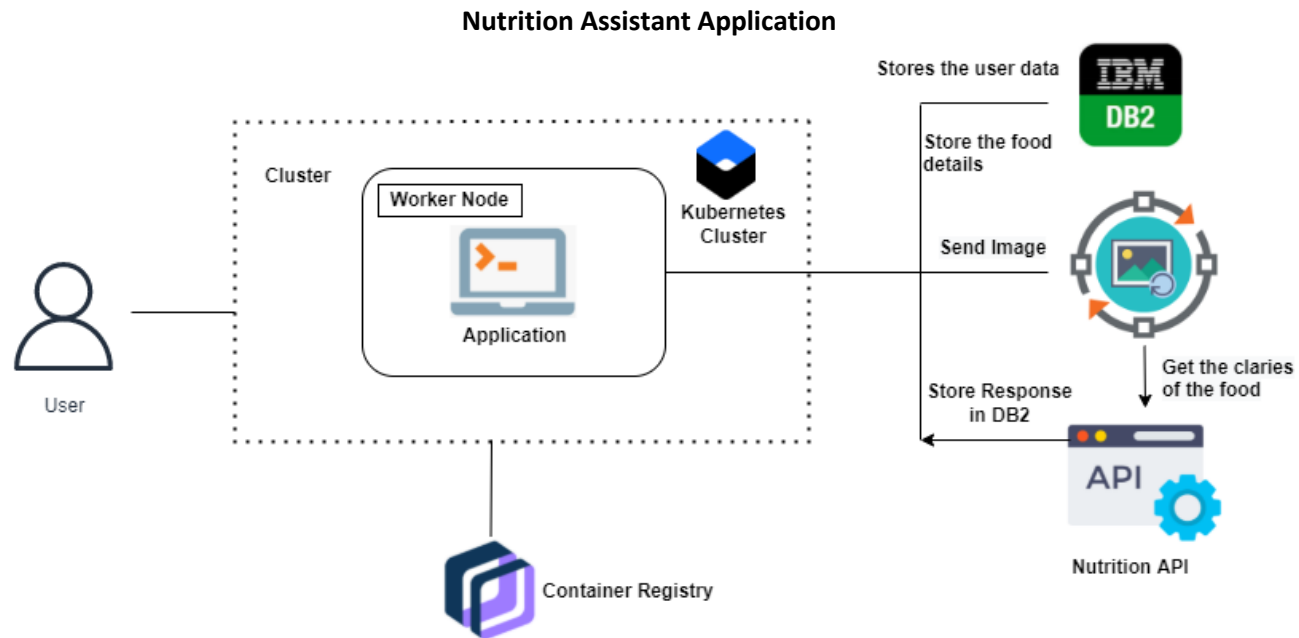 Nutrition Assistant Application
Stores the user data
IBM
DB2
Store the food
details
Cluster
Worker Node
Kubernetes
Cluster
Send Image
Application
User
Get the claries
of the food
Store Response
in DB2
API
Nutrition API
Container Registry